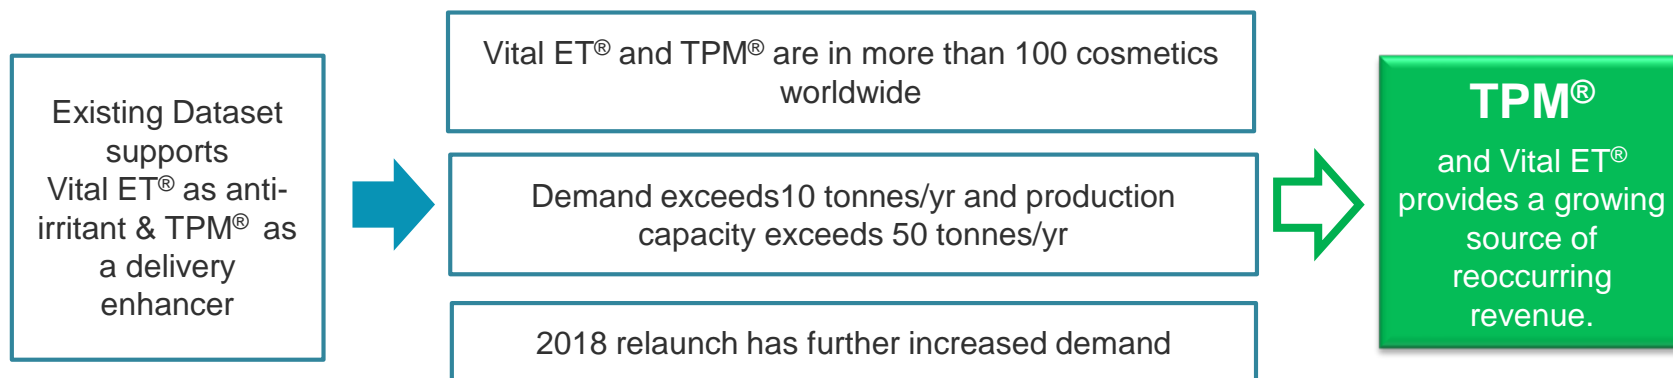 Existing Dataset
supports
Vital ET® as anti-
irritant & TPM® as
a delivery
enhancer
Vital ET® and TPM® are in more than 100 cosmetics
worldwide
Demand exceeds10 tonnes/yr and production
capacity exceeds 50 tonnes/yr
2018 relaunch has further increased demand
TPM®
and Vital ET®
provides a growing
source of
reoccurring
revenue.